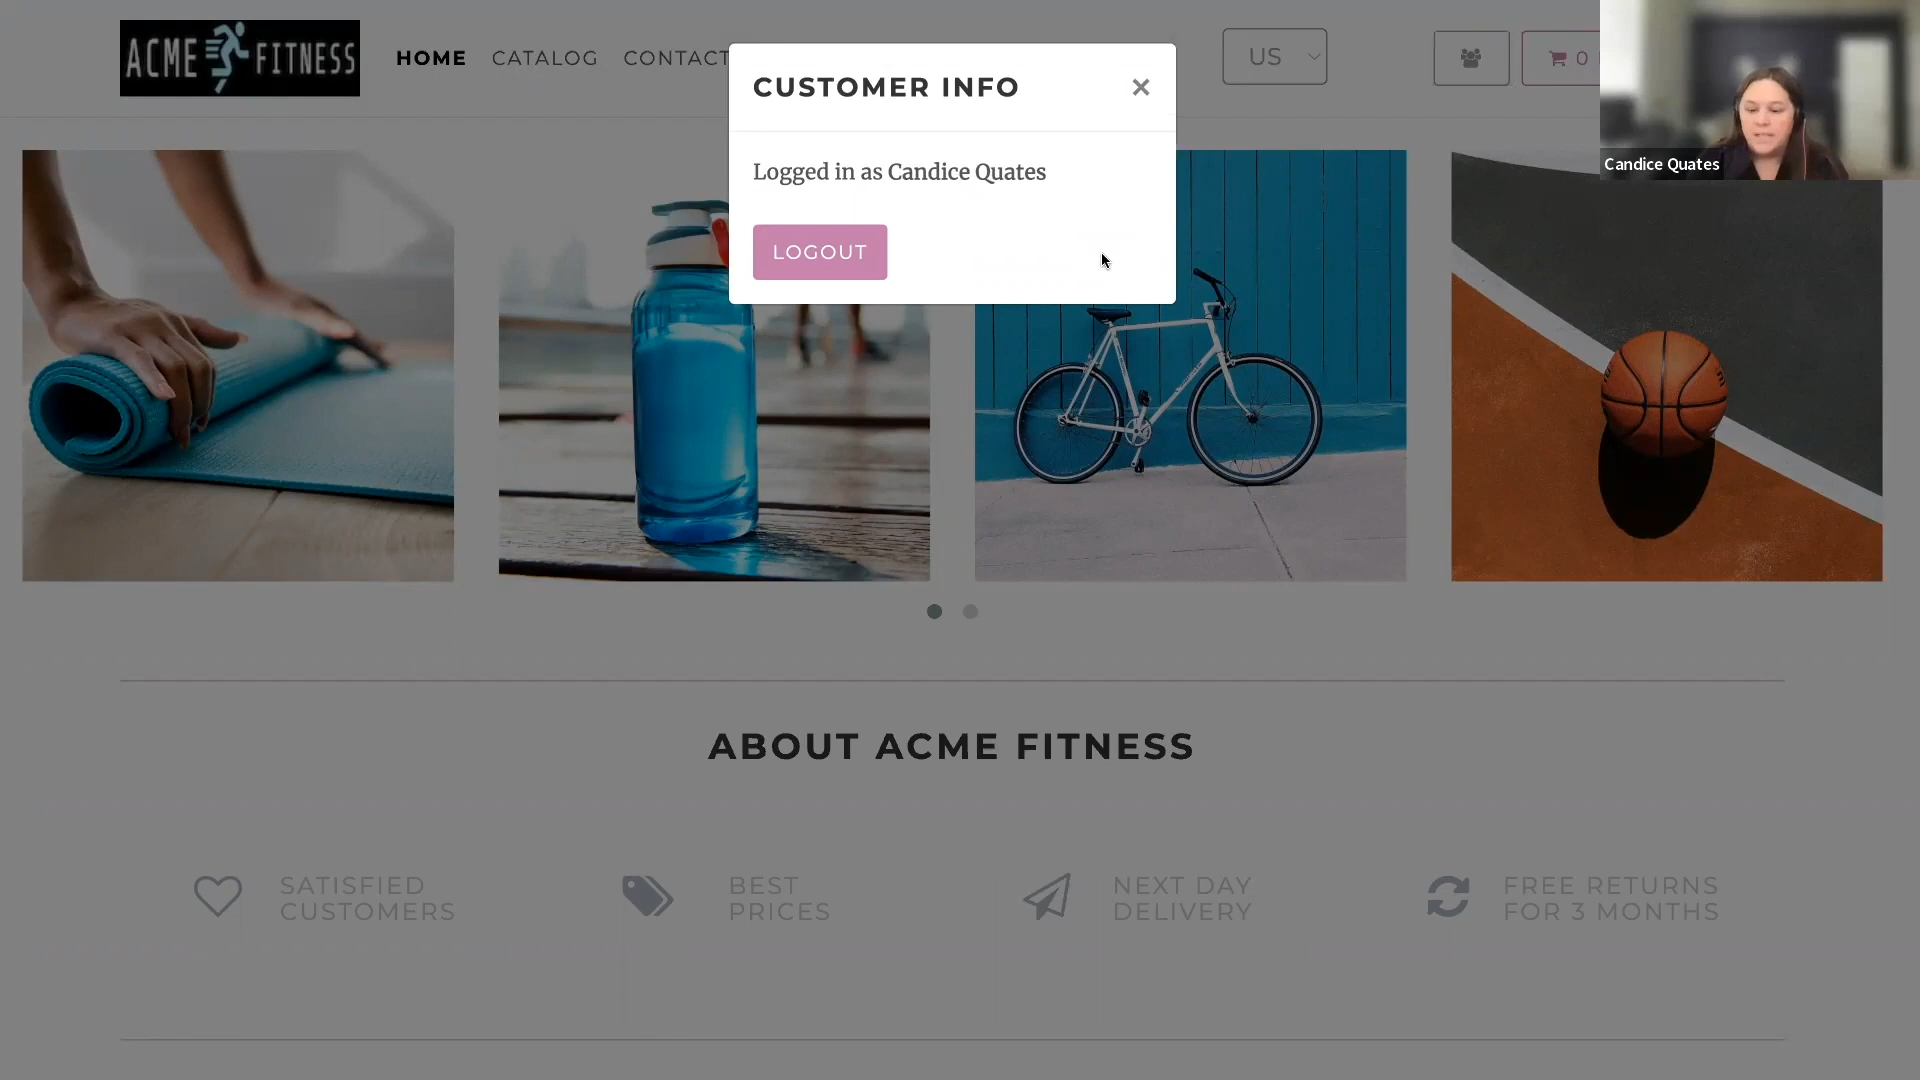 ACME FITNESS
HOME CATALOG CONTACT
US
0
CUSTOMER INFO
×
Logged in as Candice Quates
LOGOUT
Candice Quates
ABOUT ACME FITNESS
SATISFIED
CUSTOMERS
BEST
PRICES
NEXT DAY
DELIVERY
FREE RETURNS
FOR 3 MONTHS